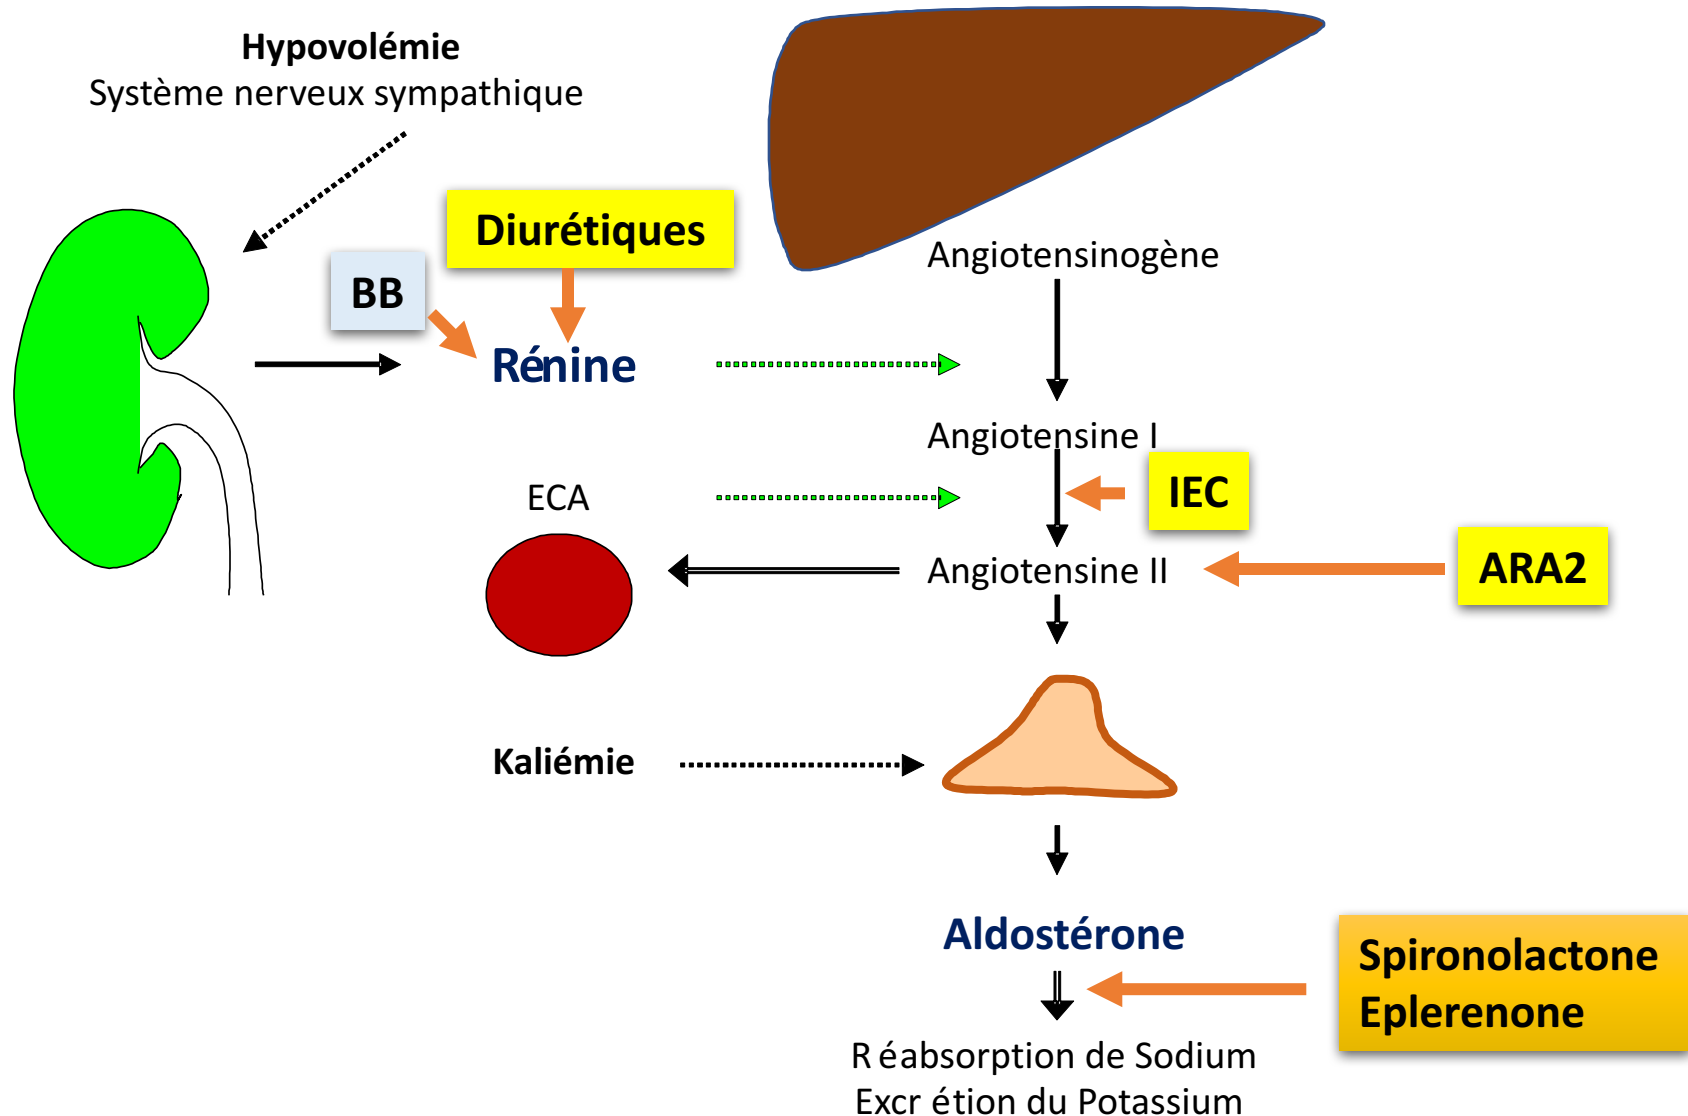 Hypovolémie
Système nerveux sympathique
Diurétiques
BB
Angiotensinogène
Rénine
Angiotensine I
ECA
IEC
Angiotensine II
ARA2
Kaliémie
Aldostérone
Spironolactone
Eplerenone
R éabsorption de Sodium
Excr étion du Potassium